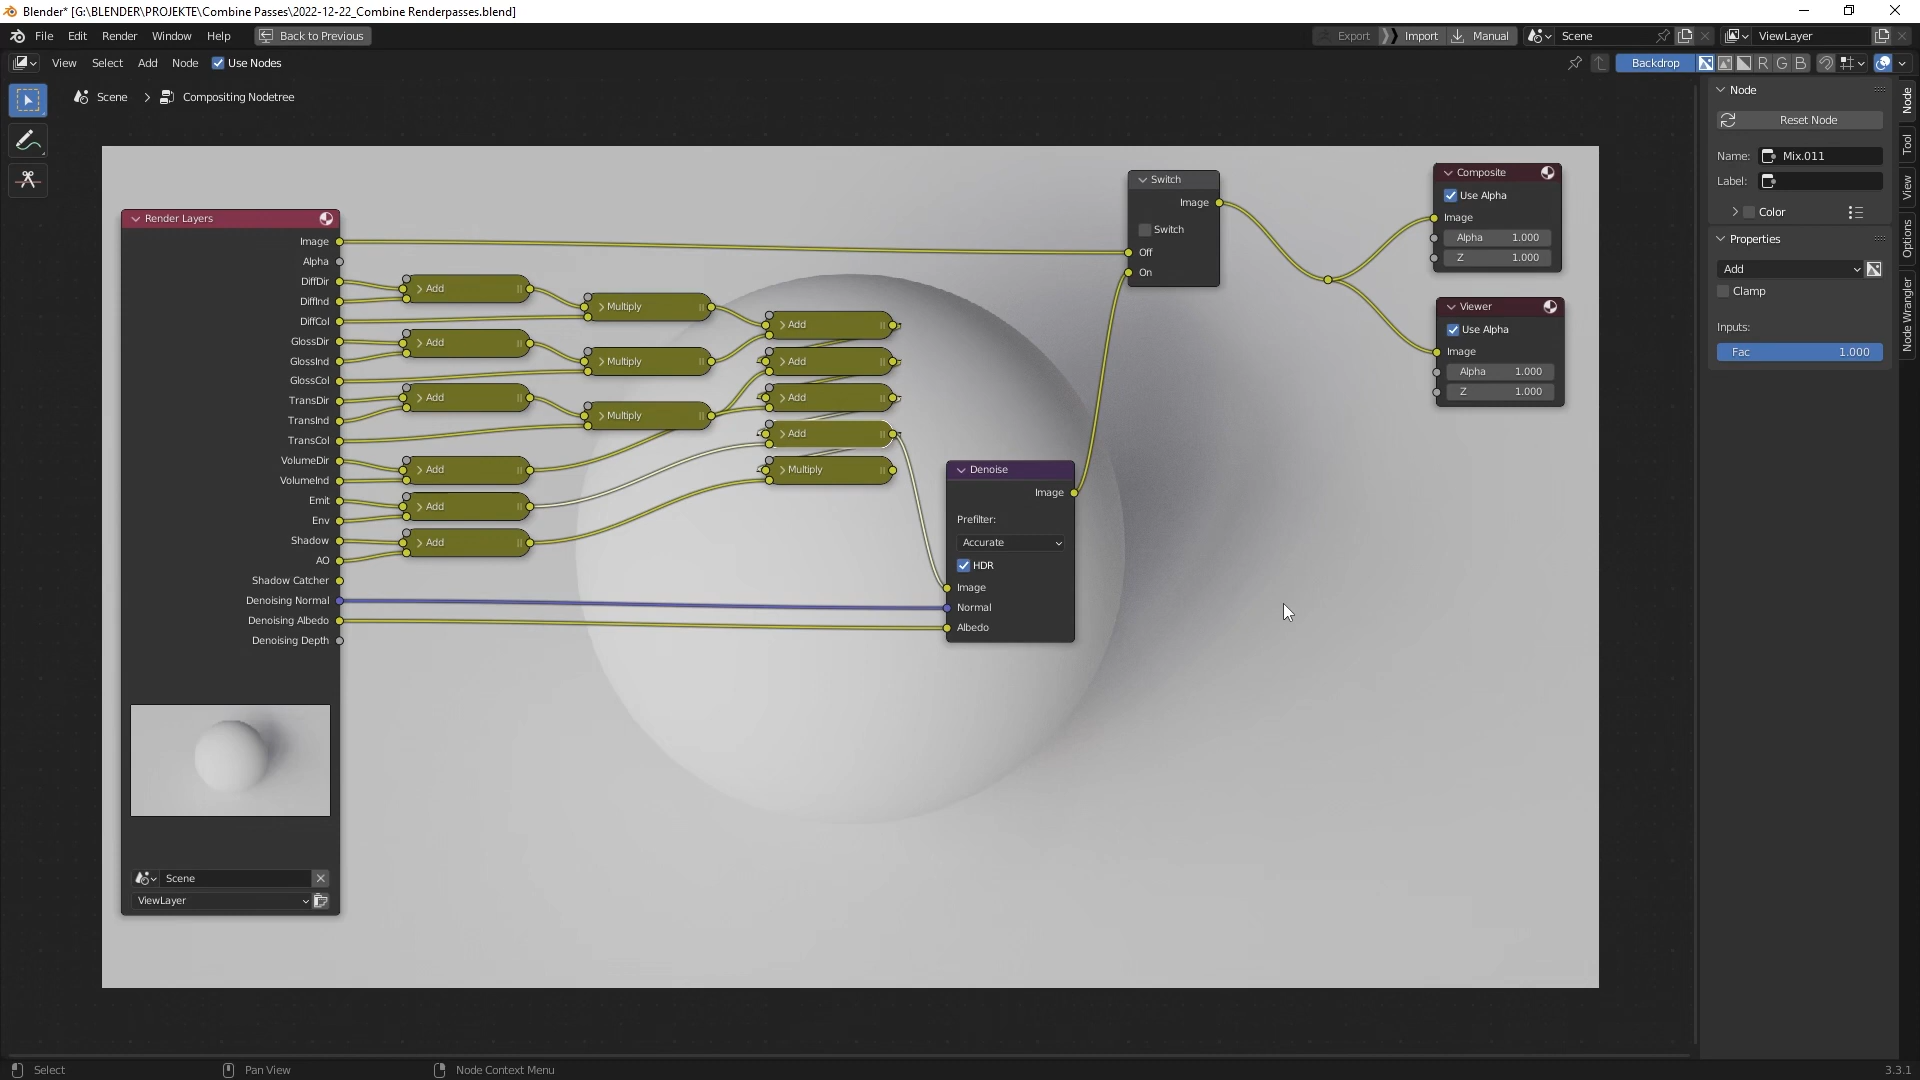 Blender* [G:\BLENDER\PROJEKTE\Combine Passes\2022-12-22_Combine Renderpasses.blend]
File Edit Render Window Help Back to Previous Export Import Manual Scene ViewLayer
View Select Add Node Use Nodes Backdrop R G B
Scene Compositing Nodetree
Render Layers
Image
Alpha
DiffDir
DiffInd
DiffCol
GlossDir
GlossInd
GlossCol
TransDir
TransInd
TransCol
VolumeDir
VolumeInd
Emit
Env
Shadow
AO
Shadow Catcher
Denoising Normal
Denoising Albedo
Denoising Depth
Scene
ViewLayer
Add
Add
Add
Add
Add
Add
Multiply
Multiply
Multiply
Add
Add
Add
Add
Multiply
Denoise
Image
Prefilter:
Accurate
HDR
Image
Normal
Albedo
Switch
Image
Switch
Off
On
Composite
Use Alpha
Image
Alpha 1.000
Z 1.000
Viewer
Use Alpha
Image
Alpha 1.000
Z 1.000
Node
Reset Node
Name: Mix.011
Label:
Color
Properties
Add
Clamp
Inputs:
Fac 1.000
Node
Tool
View
Options
Node Wrangler
Select Pan View Node Context Menu 3.3.1